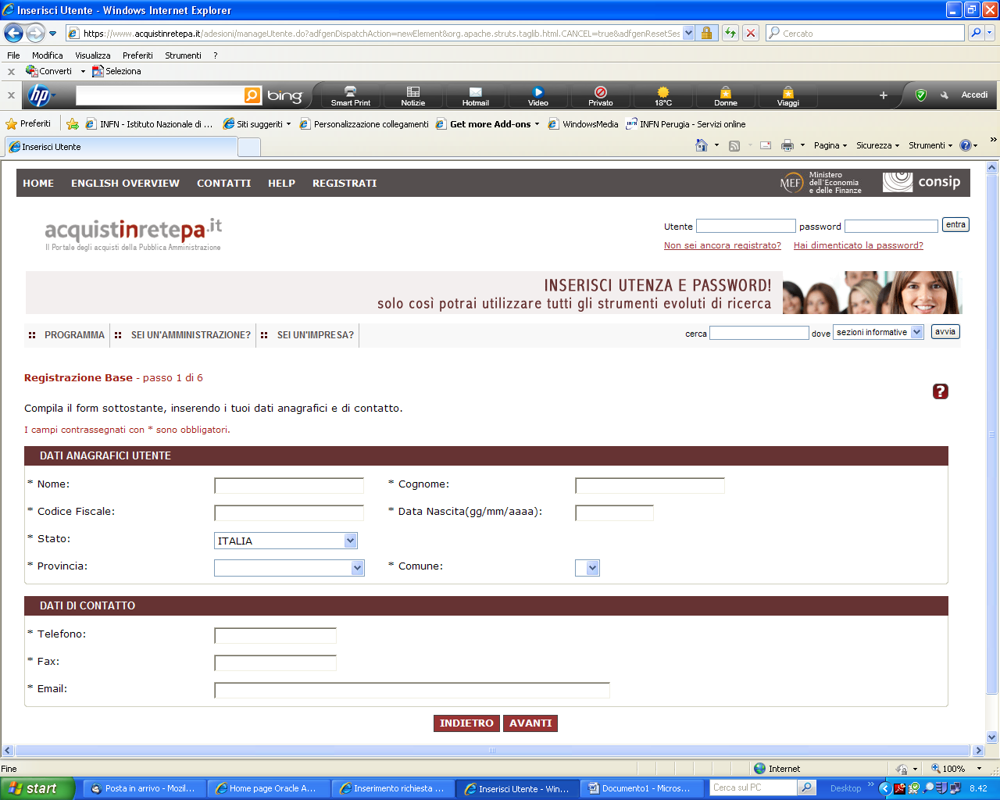 Inserisci Utente - Windows Internet Explorer
https://www.acquistinretepa.it/adesioni/manageUtente.do?adfgenDispatchAction=newElement&org.apache.struts.taglib.html.CANCEL=true&adfgenResetSes
Cercato
File Modifica Visualizza Preferiti Strumenti ?
x Converti Seleziona
x hp bing Smart Print Notizie Hotmail Video Privato 18°C Donne Viaggi + Accedi
Preferiti INFN - Istituto Nazionale di ... Siti suggeriti Personalizzazione collegamenti Get more Add-ons WindowsMedia INFN Perugia - Servizi online
Inserisci Utente Pagina Sicurezza Strumenti »
HOME ENGLISH OVERVIEW CONTATTI HELP REGISTRATI
MEF Ministero
dell'Economia
e delle Finanze
consip
acquistinretepa.it
Il Portale degli acquisti della Pubblica Amministrazione
Utente password entra
Non sei ancora registrato? Hai dimenticato la password?
INSERISCI UTENZA E PASSWORD!
solo così potrai utilizzare tutti gli strumenti evoluti di ricerca
PROGRAMMA SEI UN'AMMINISTRAZIONE? SEI UN'IMPRESA? cerca dove sezioni informative avvia
Registrazione Base - passo 1 di 6
?
Compila il form sottostante, inserendo i tuoi dati anagrafici e di contatto.
I campi contrassegnati con * sono obbligatori.
DATI ANAGRAFICI UTENTE
* Nome: * Cognome:
* Codice Fiscale: * Data Nascita(gg/mm/aaaa):
* Stato: ITALIA
* Provincia: * Comune:
DATI DI CONTATTO
* Telefono:
* Fax:
* Email:
INDIETRO AVANTI
Fine Internet 100%
start Posta in arrivo - Mozil... Home page Oracle A... Inserimento richiesta ... Inserisci Utente - Win... Documento1 - Micros... Cerca sul PC Desktop » 8.42